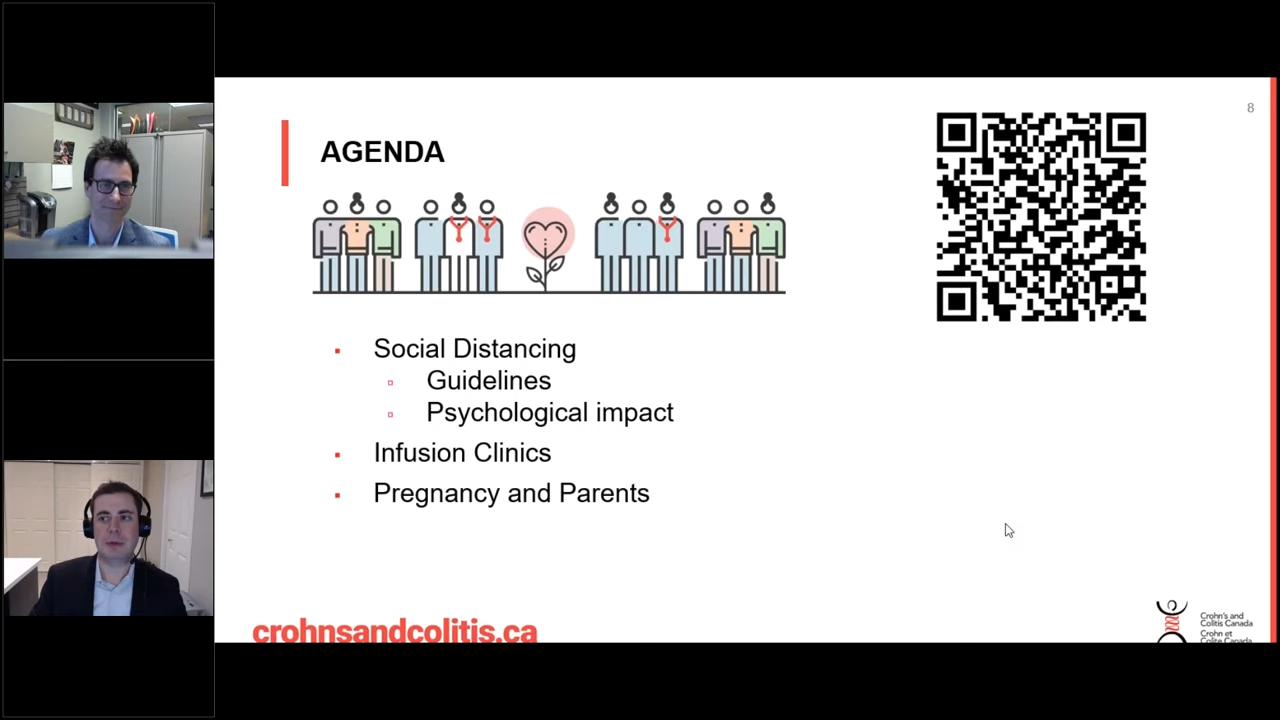 8
AGENDA
Social Distancing
Guidelines
Psychological impact
Infusion Clinics
Pregnancy and Parents
crohnsandcolitis.ca
Crohn's and
Colitis Canada
Crohn et
Colite Canada